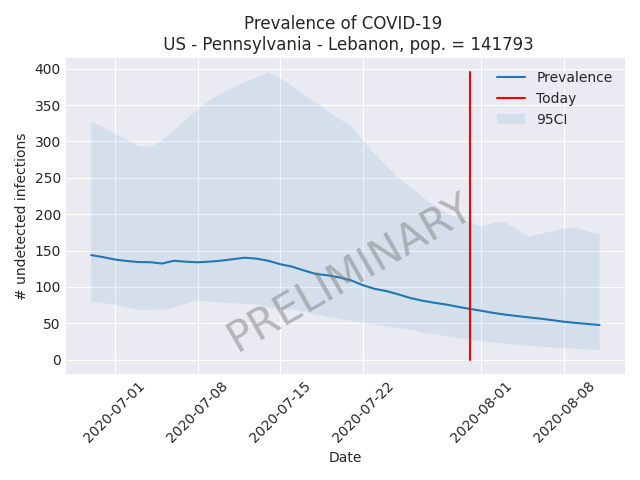 Prevalence of COVID-19
US - Pennsylvania - Lebanon, pop. = 141793
# undetected infections
400
350
300
250
200
150
100
50
0
Prevalence
Today
95CI
PRELIMINARY
2020-07-01
2020-07-08
2020-07-15
2020-07-22
2020-08-01
2020-08-08
Date